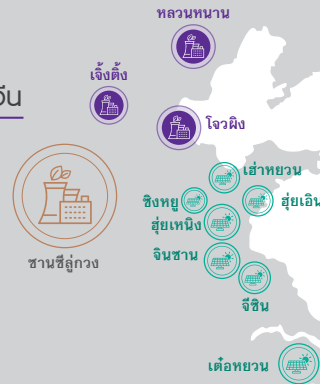 หลวนหนาน
เจิ้งติ้ง
โจวผิง
เฮ่าหยวน
ซิงหยู
ฮุ่ยเอิน
ฮุ่ยเหนิง
จินซาน
ซานซีลู่กวง
จีซิน
เต๋อหยวน